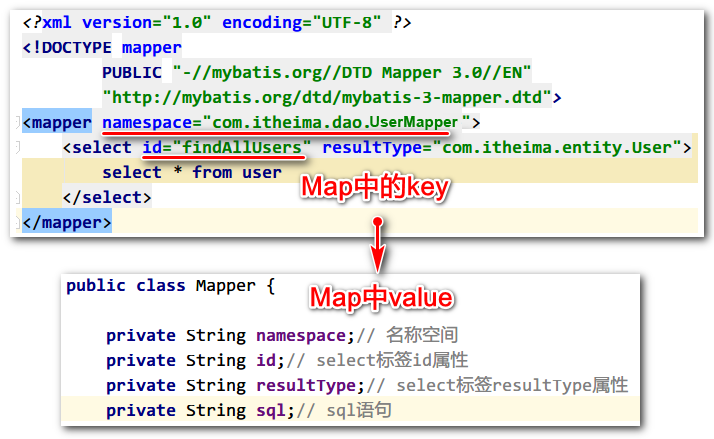 <?xml version="1.0" encoding="UTF-8" ?>
<!DOCTYPE mapper
PUBLIC "-//mybatis.org//DTD Mapper 3.0//EN"
"http://mybatis.org/dtd/mybatis-3-mapper.dtd">
<mapper namespace="com.itheima.dao.UserMapper ">
<select id="findAllUsers" resultType="com.itheima.entity.User">
select * from user
</select>
</mapper>
Map中的key
Map中value
public class Mapper {
private String namespace;// 名称空间
private String id;// select标签id属性
private String resultType;// select标签resultType属性
private String sql;// sql语句